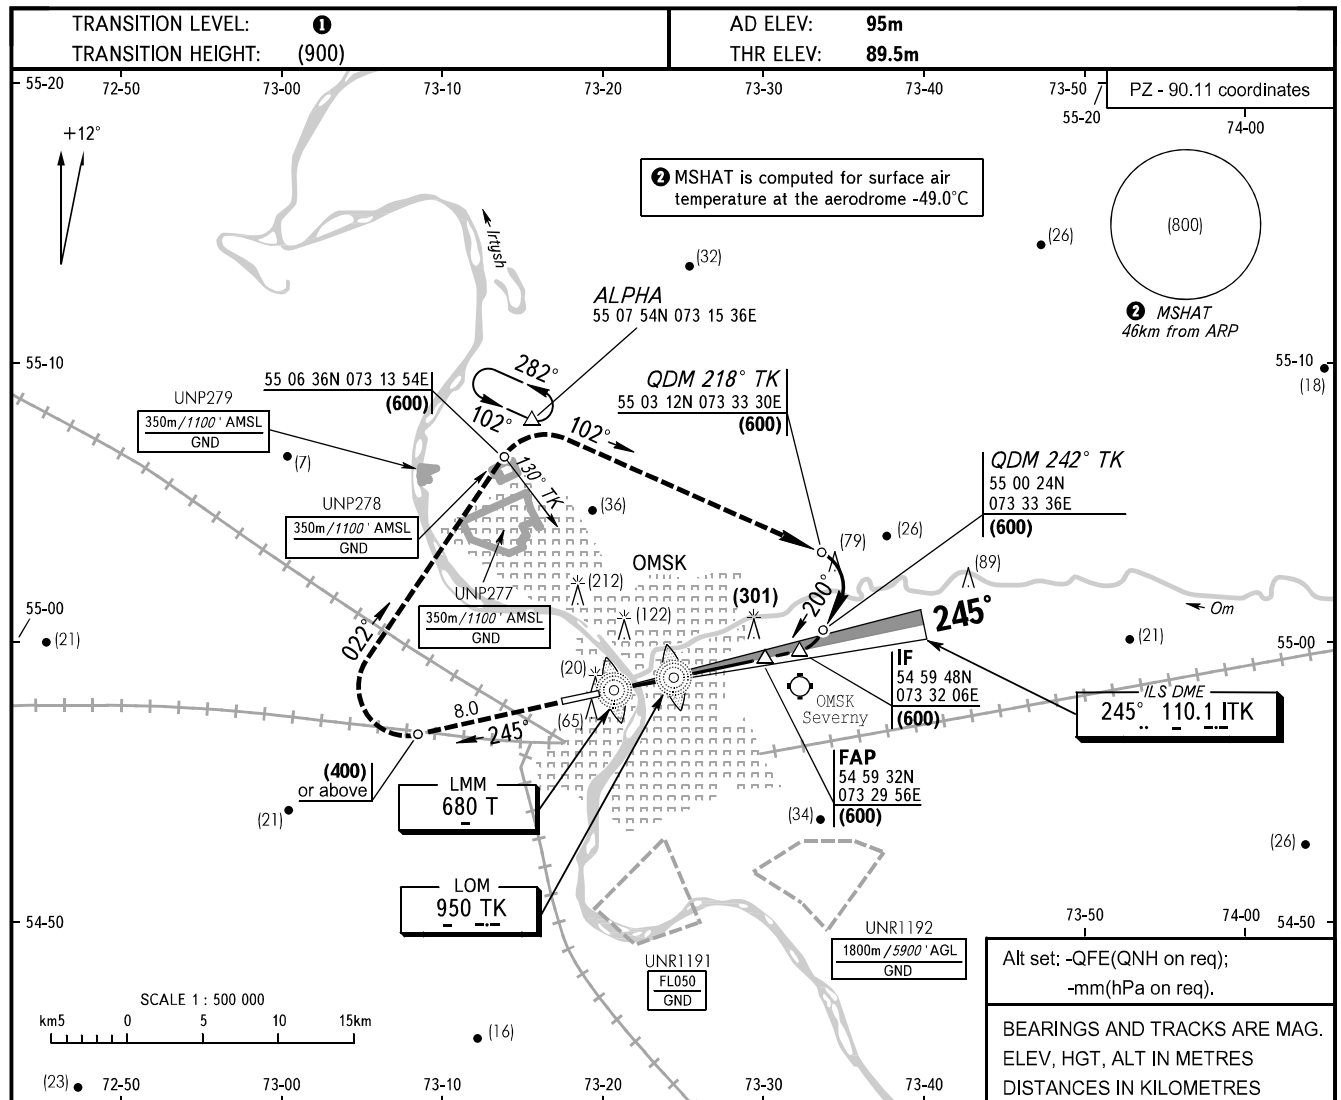 TRANSITION LEVEL: ❶
TRANSITION HEIGHT: (900)
AD ELEV: 95m
THR ELEV: 89.5m
55-20
72-50
73-00
73-10
73-20
73-30
73-40
73-50
55-20
PZ - 90.11 coordinates
74-00
+12°
❷ MSHAT is computed for surface air
temperature at the aerodrome -49.0°C
(800)
❷ MSHAT
46km from ARP
Irtysh
(32)
(26)
ALPHA
55 07 54N 073 15 36E
55-10
55-10
(18)
282°
102°
55 06 36N 073 13 54E
(600)
QDM 218° TK
55 03 12N 073 33 30E
(600)
102°
UNP279
350m/1100' AMSL
GND
(7)
130° TK
QDM 242° TK
55 00 24N
073 33 36E
(600)
UNP278
350m/1100' AMSL
GND
(36)
(26)
(79)
(89)
OMSK
(212)
UNP277
350m/1100' AMSL
GND
(122)
(301)
200°
245°
Om
55-00
(21)
022°
55-00
(21)
(20)
(65)
8.0
245°
OMSK
Severny
IF
54 59 48N
073 32 06E
(600)
ILS DME
245° 110.1 ITK
FAP
54 59 32N
073 29 56E
(600)
(400)
or above
(21)
LMM
680 T
(34)
(26)
LOM
950 TK
54-50
73-50
74-00
54-50
UNR1192
1800m/5900' AGL
GND
UNR1191
FL050
GND
Alt set: -QFE(QNH on req);
-mm(hPa on req).
SCALE 1 : 500 000
km5
0
5
10
15km
(16)
BEARINGS AND TRACKS ARE MAG.
ELEV, HGT, ALT IN METRES
DISTANCES IN KILOMETRES
(23)
72-50
73-00
73-10
73-20
73-30
73-40